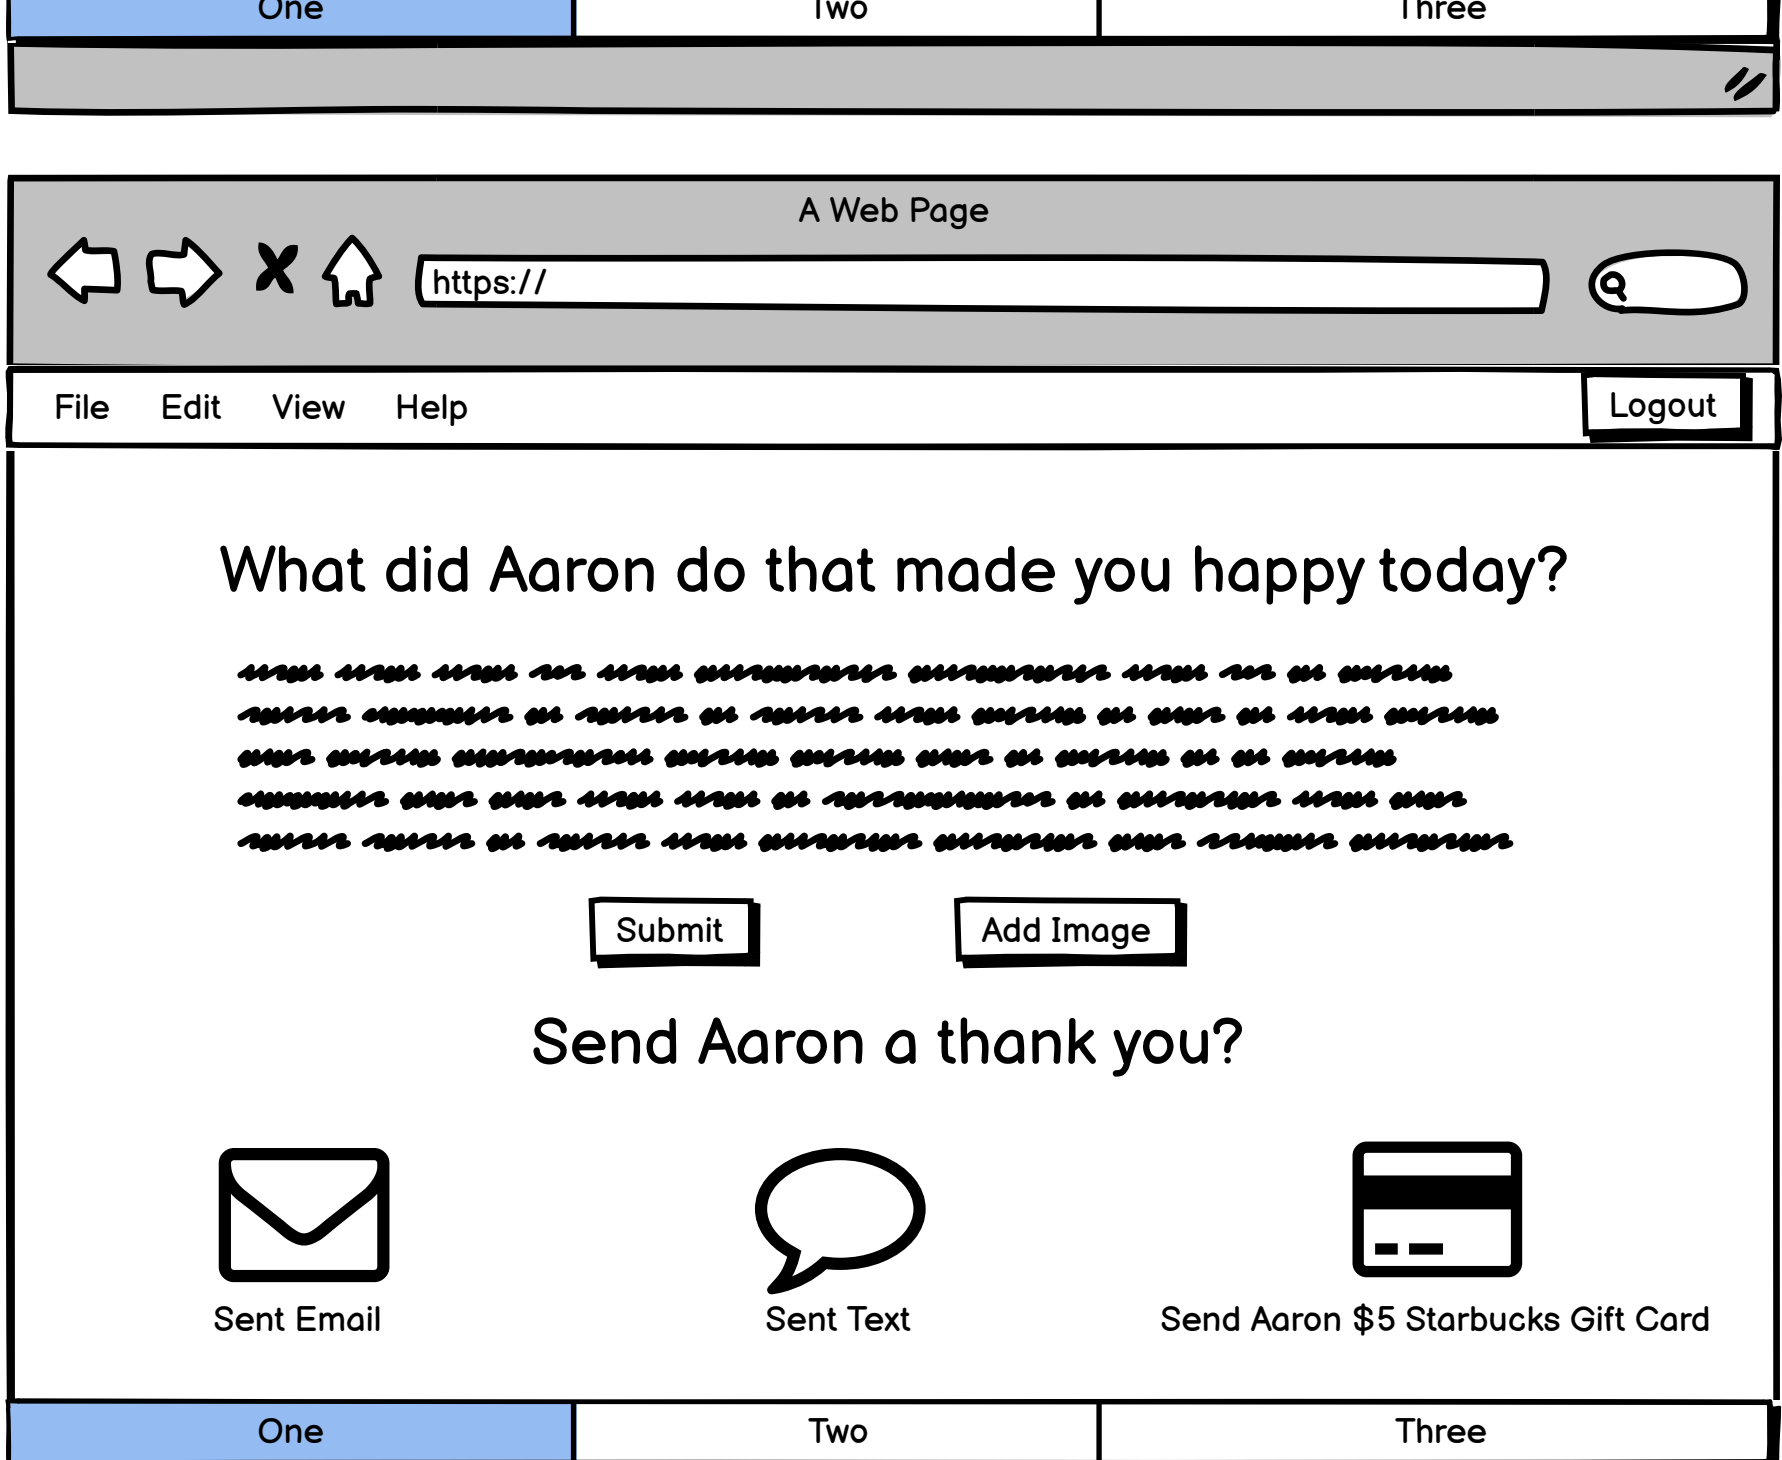 One Two Three
A Web Page
https://
File Edit View Help Logout
What did Aaron do that made you happy today?
Submit Add Image
Send Aaron a thank you?
Sent Email Sent Text Send Aaron $5 Starbucks Gift Card
One Two Three